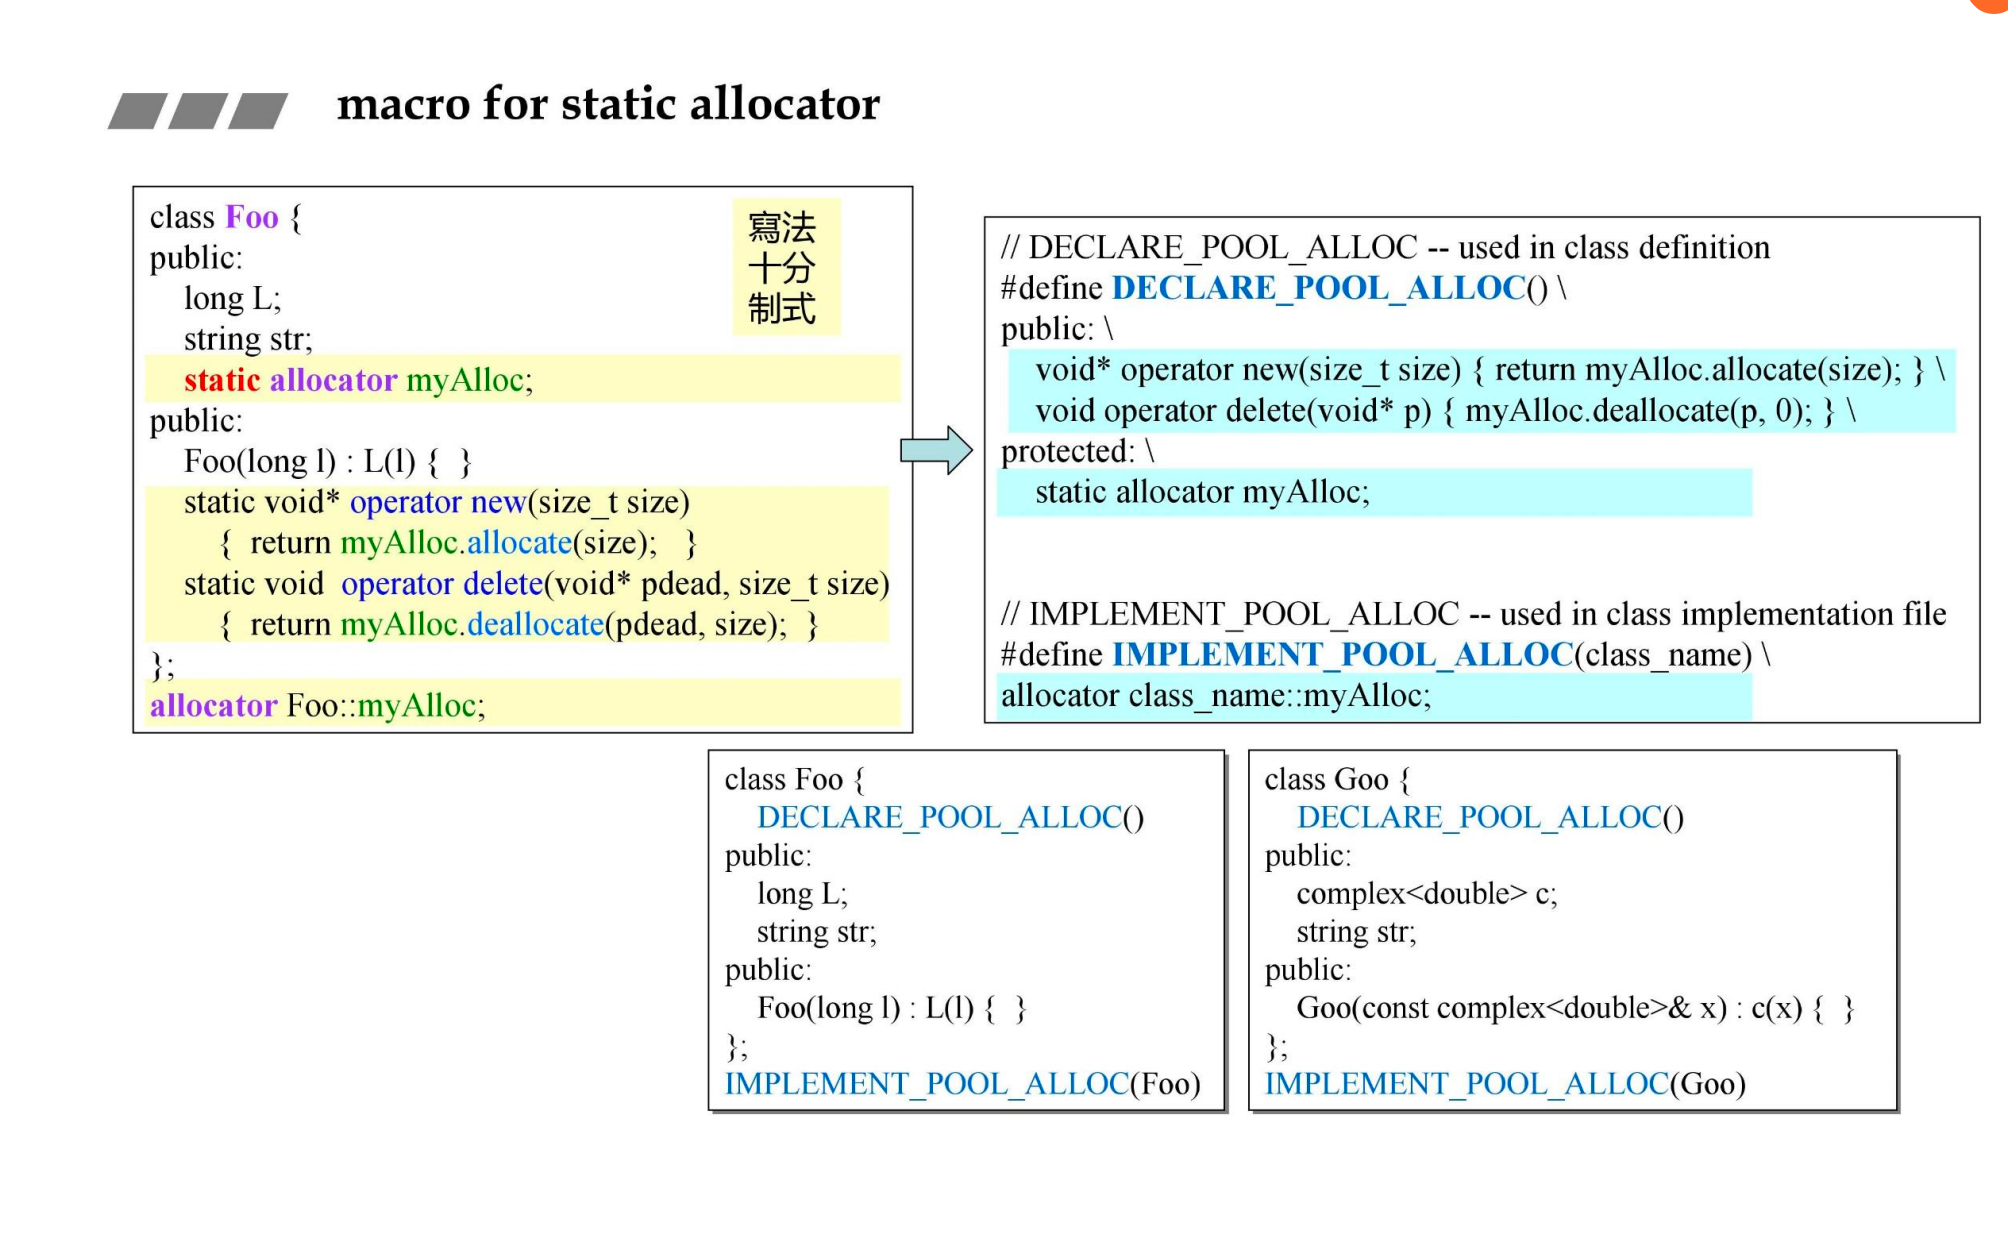 macro for static allocator
class Foo {
public:
long L;
string str;
static allocator myAlloc;
public:
Foo(long l) : L(l) { }
static void* operator new(size_t size)
{ return myAlloc.allocate(size); }
static void operator delete(void* pdead, size_t size)
{ return myAlloc.deallocate(pdead, size); }
};
allocator Foo::myAlloc;
寫法
十分
制式
// DECLARE_POOL_ALLOC -- used in class definition
#define DECLARE_POOL_ALLOC() \
public: \
void* operator new(size_t size) { return myAlloc.allocate(size); } \
void operator delete(void* p) { myAlloc.deallocate(p, 0); } \
protected: \
static allocator myAlloc;
// IMPLEMENT_POOL_ALLOC -- used in class implementation file
#define IMPLEMENT_POOL_ALLOC(class_name) \
allocator class_name::myAlloc;
class Foo {
DECLARE_POOL_ALLOC()
public:
long L;
string str;
public:
Foo(long l) : L(l) { }
};
IMPLEMENT_POOL_ALLOC(Foo)
class Goo {
DECLARE_POOL_ALLOC()
public:
complex<double> c;
string str;
public:
Goo(const complex<double>& x) : c(x) { }
};
IMPLEMENT_POOL_ALLOC(Goo)